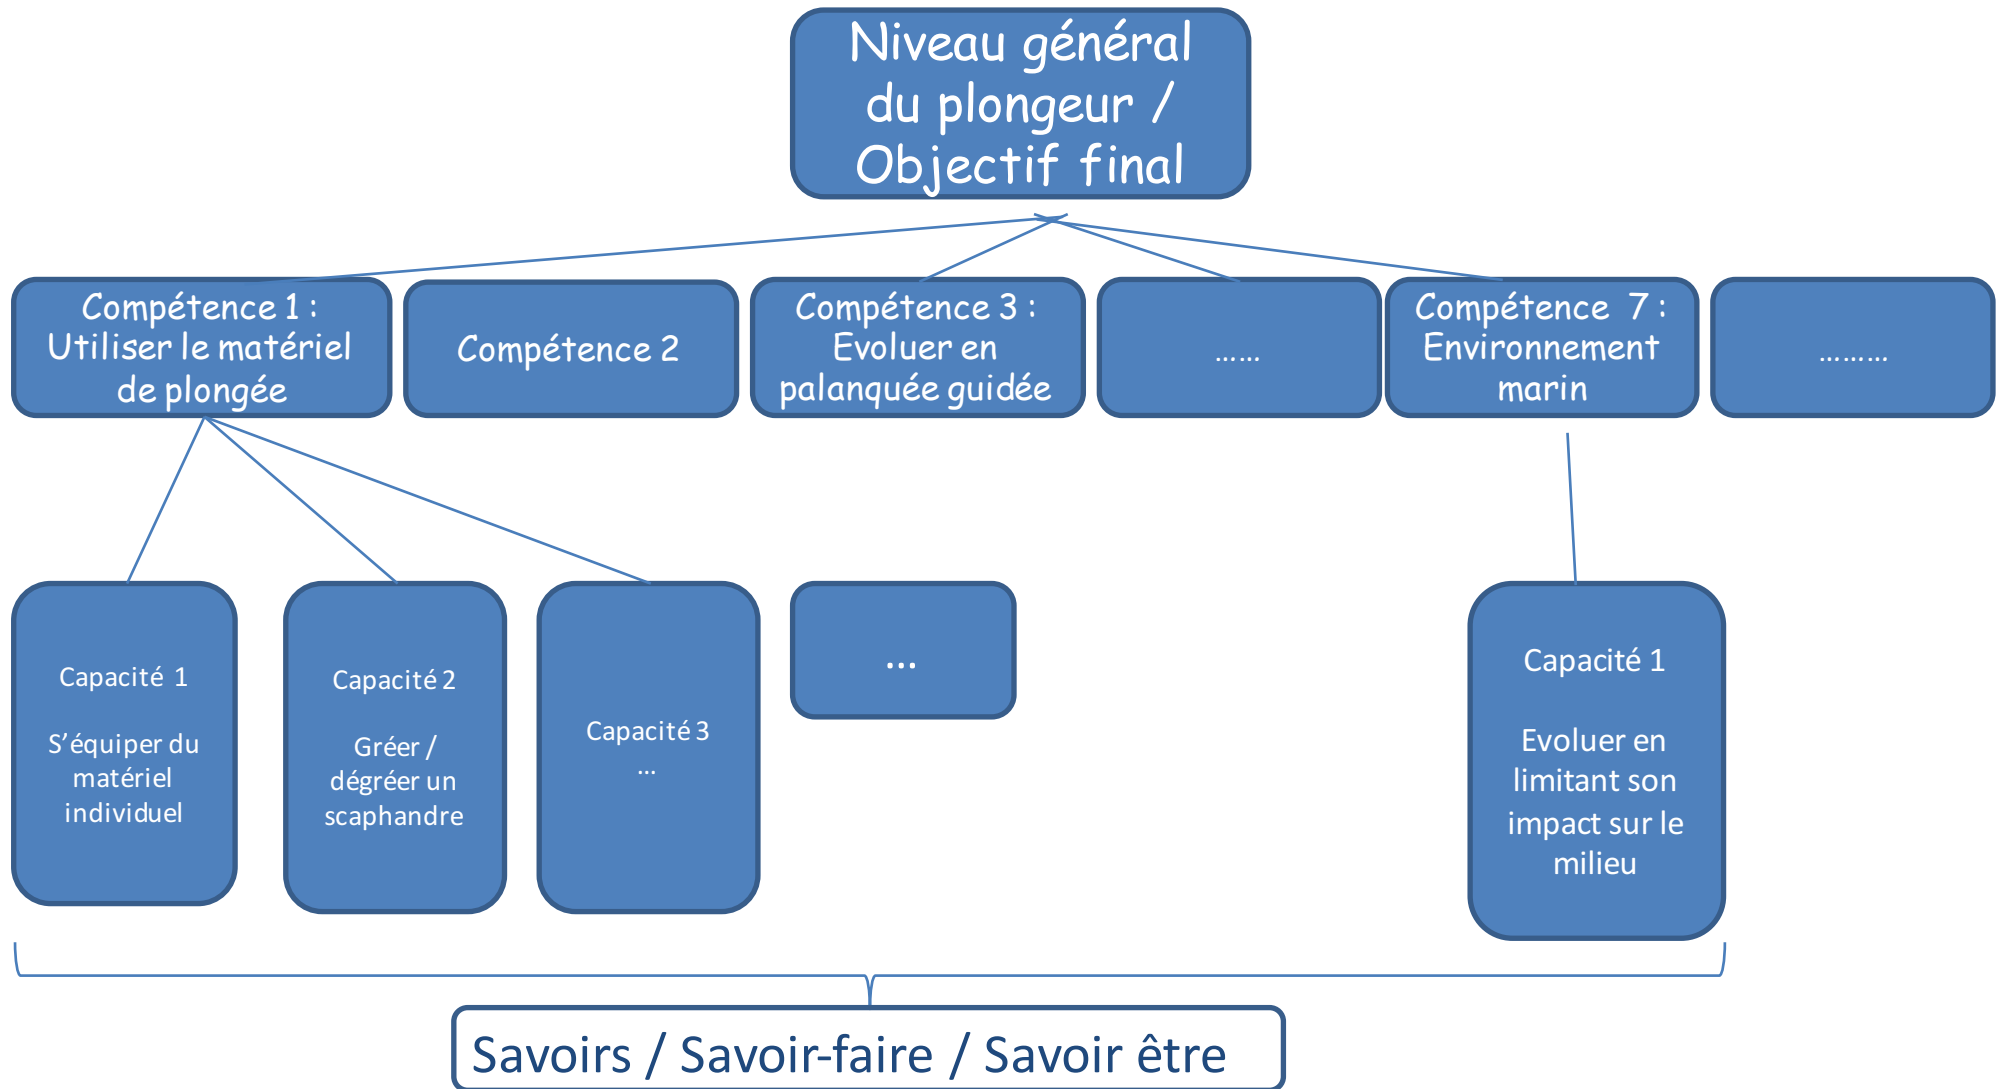 Niveau général
du plongeur /
Objectif final
Compétence 1 :
Utiliser le matériel
de plongée
Compétence 2
Compétence 3 :
Evoluer en
palanquée guidée
......
Compétence 7 :
Environnement
marin
.........
Capacité 1
S’équiper du
matériel
individuel
Capacité 2
Gréer /
dégréer un
scaphandre
Capacité 3
...
...
Capacité 1
Evoluer en
limitant son
impact sur le
milieu
Savoirs / Savoir-faire / Savoir être